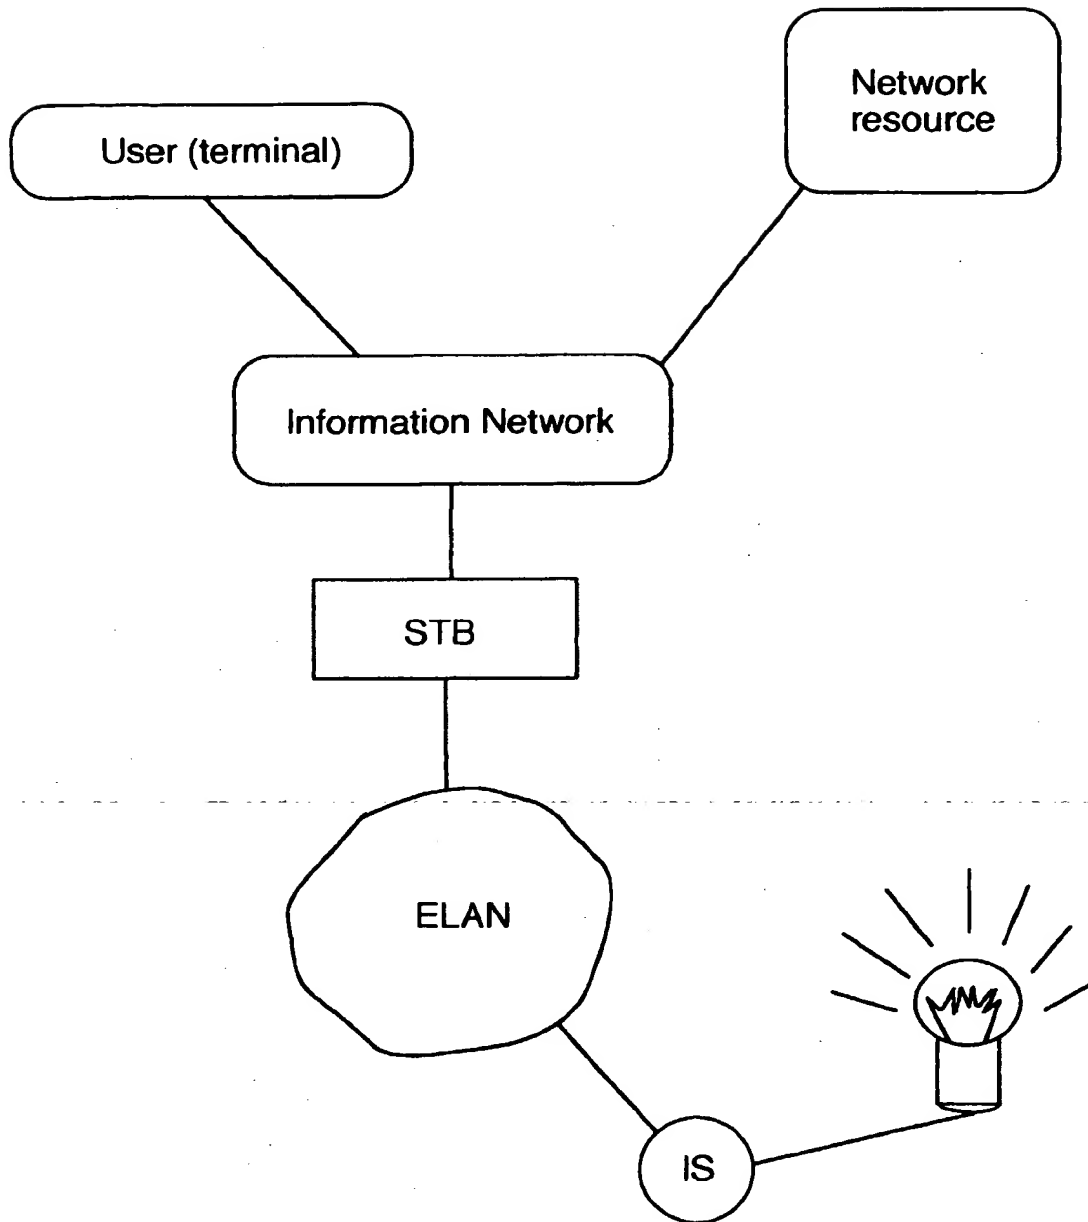 Network
resource
User (terminal)
Information Network
STB
ELAN
IS